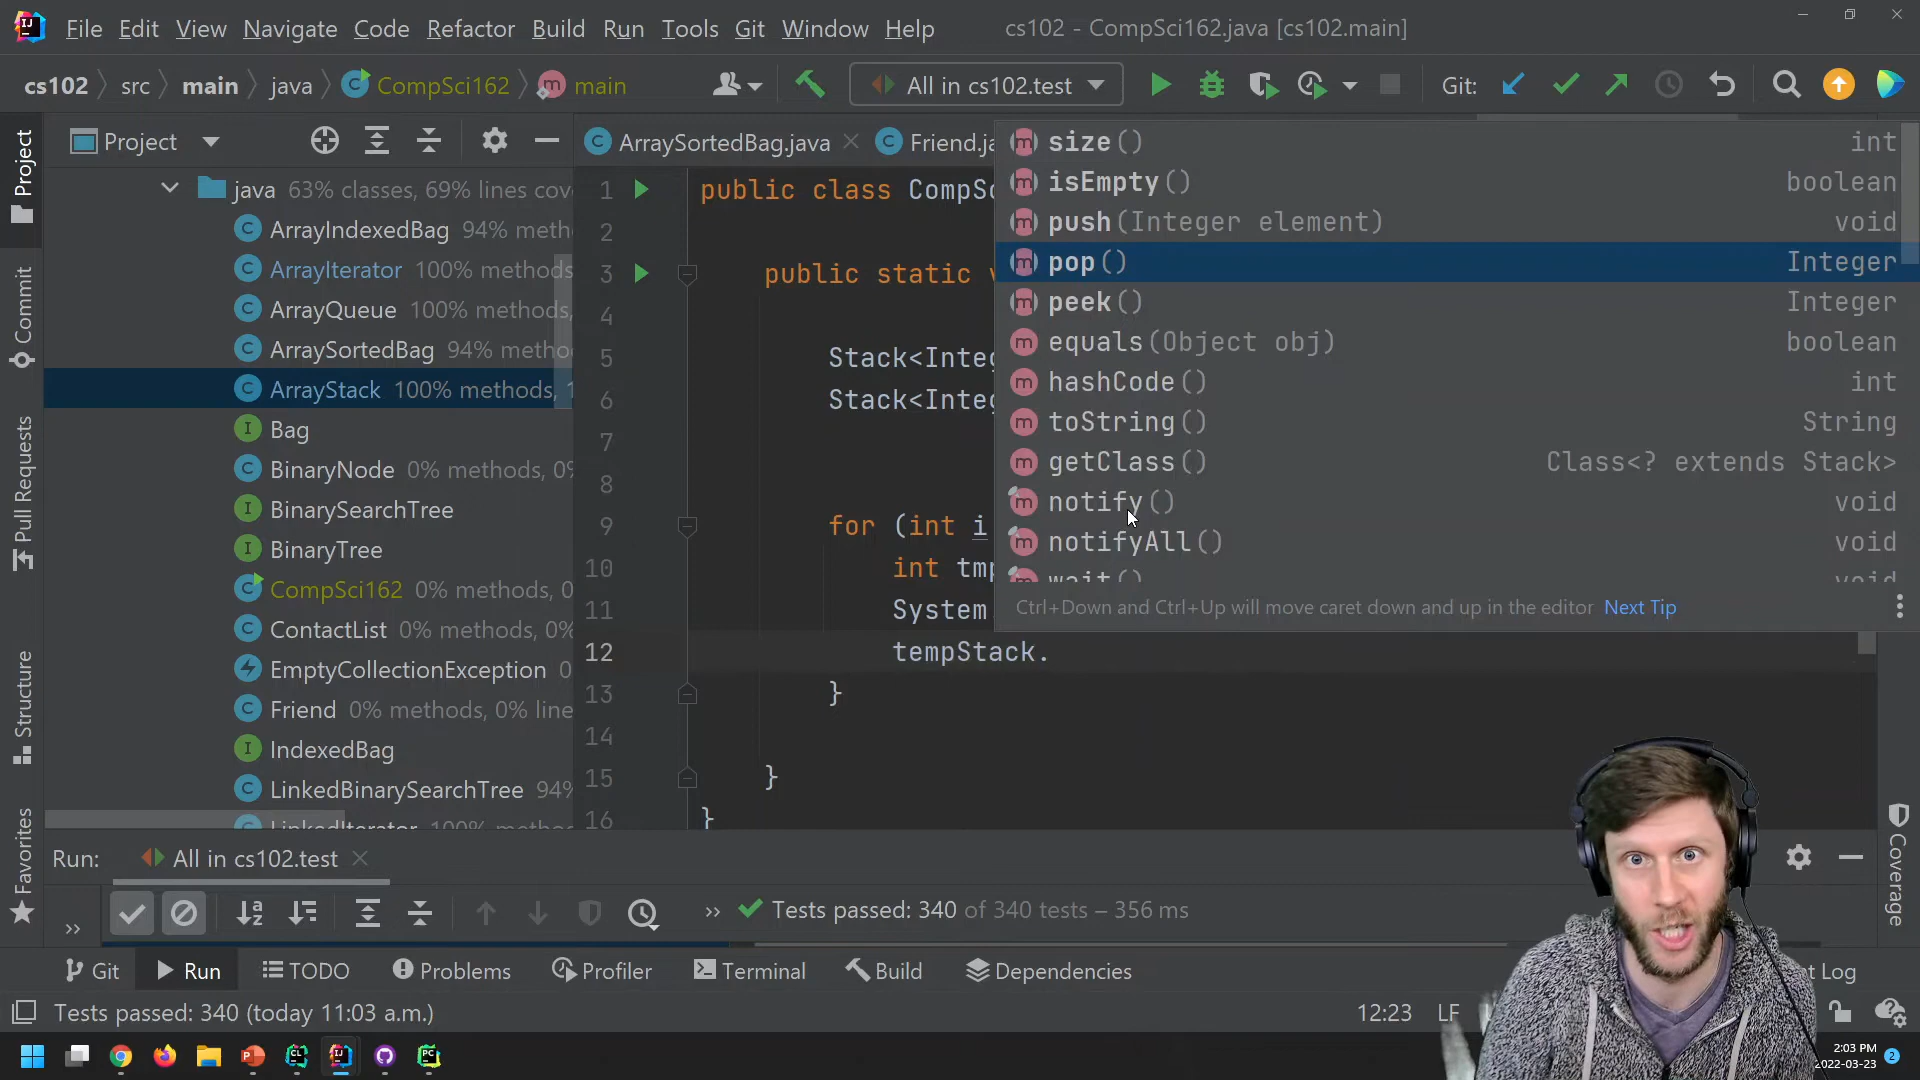 File Edit View Navigate Code Refactor Build Run Tools Git Window Help cs102 - CompSci162.java [cs102.main]
cs102 src main java CompSci162 main All in cs102.test Git:
Project
ArraySortedBag.java
Friend.ja
Project
Commit
Pull Requests
Structure
Favorites
java 63% classes, 69% lines cov
ArrayIndexedBag 94% meth
ArrayIterator 100% methods
ArrayQueue 100% methods,
ArraySortedBag 94% metho
ArrayStack 100% methods, 1
Bag
BinaryNode 0% methods, 0%
BinarySearchTree
BinaryTree
CompSci162 0% methods, 0
ContactList 0% methods, 0%
EmptyCollectionException 0
Friend 0% methods, 0% line
IndexedBag
LinkedBinarySearchTree 94%
LinkedIterator 100% metho
1 public class CompSc
2
3 public static v
4
5 Stack<Integ
6 Stack<Integ
7
8
9 for (int i
10 int tmp
11 System
12 tempStack.
13 }
14
15 }
16 }
size() int
isEmpty() boolean
push(Integer element) void
pop() Integer
peek() Integer
equals(Object obj) boolean
hashCode() int
toString() String
getClass() Class<? extends Stack>
notify() void
notifyAll() void
wait() void
Ctrl+Down and Ctrl+Up will move caret down and up in the editor Next Tip
Coverage
Run: All in cs102.test
» » Tests passed: 340 of 340 tests – 356 ms
Git Run TODO Problems Profiler Terminal Build Dependencies t Log
Tests passed: 340 (today 11:03 a.m.) 12:23 LF
2:03 PM
2022-03-23
2